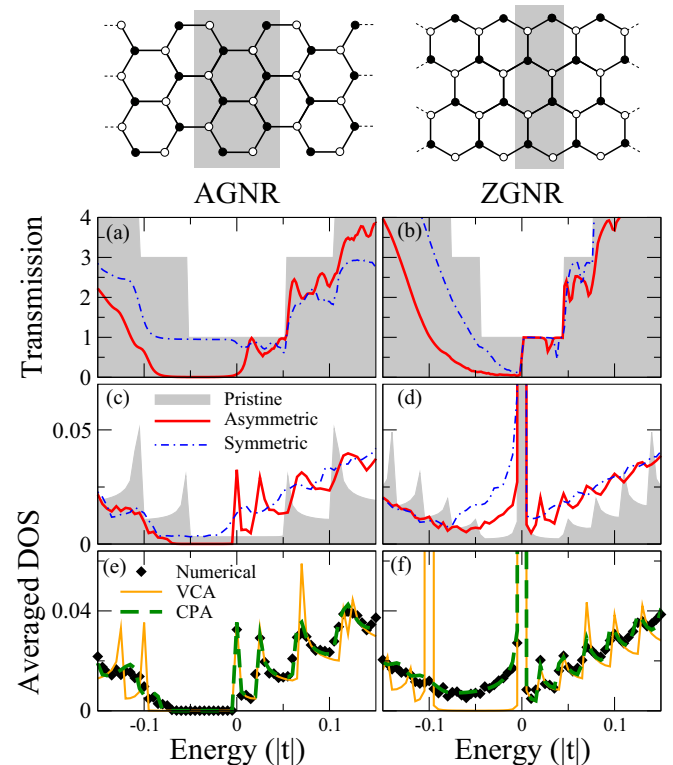 AGNR
ZGNR
Transmission
4
3
2
1
0
(a)
(b)
Averaged DOS
0.05
0
(c)
Pristine
Asymmetric
Symmetric
(d)
0.04
0
(e)
Numerical
VCA
CPA
(f)
-0.1
0
0.1
-0.1
0
0.1
Energy (|t|)
Energy (|t|)